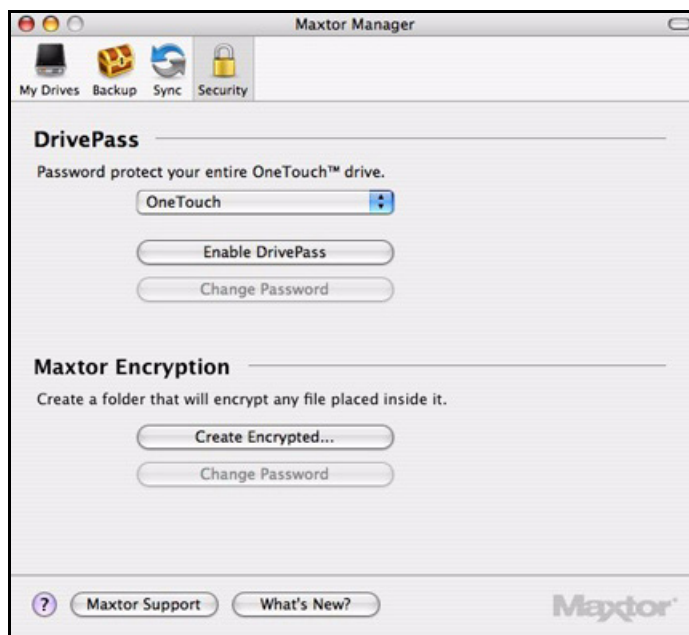 Maxtor Manager
My Drives Backup Sync Security
DrivePass
Password protect your entire OneTouch™ drive.
OneTouch
Enable DrivePass
Change Password
Maxtor Encryption
Create a folder that will encrypt any file placed inside it.
Create Encrypted...
Change Password
? Maxtor Support What's New? Maxtor